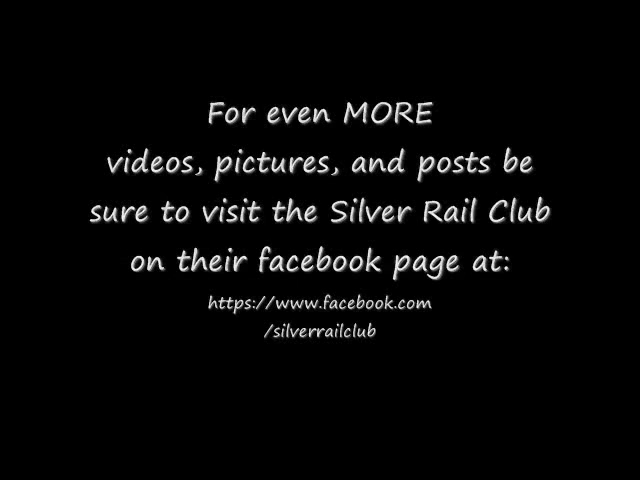 For even MORE
videos, pictures, and posts be
sure to visit the Silver Rail Club
on their facebook page at:
https://www.facebook.com
/silverrailclub